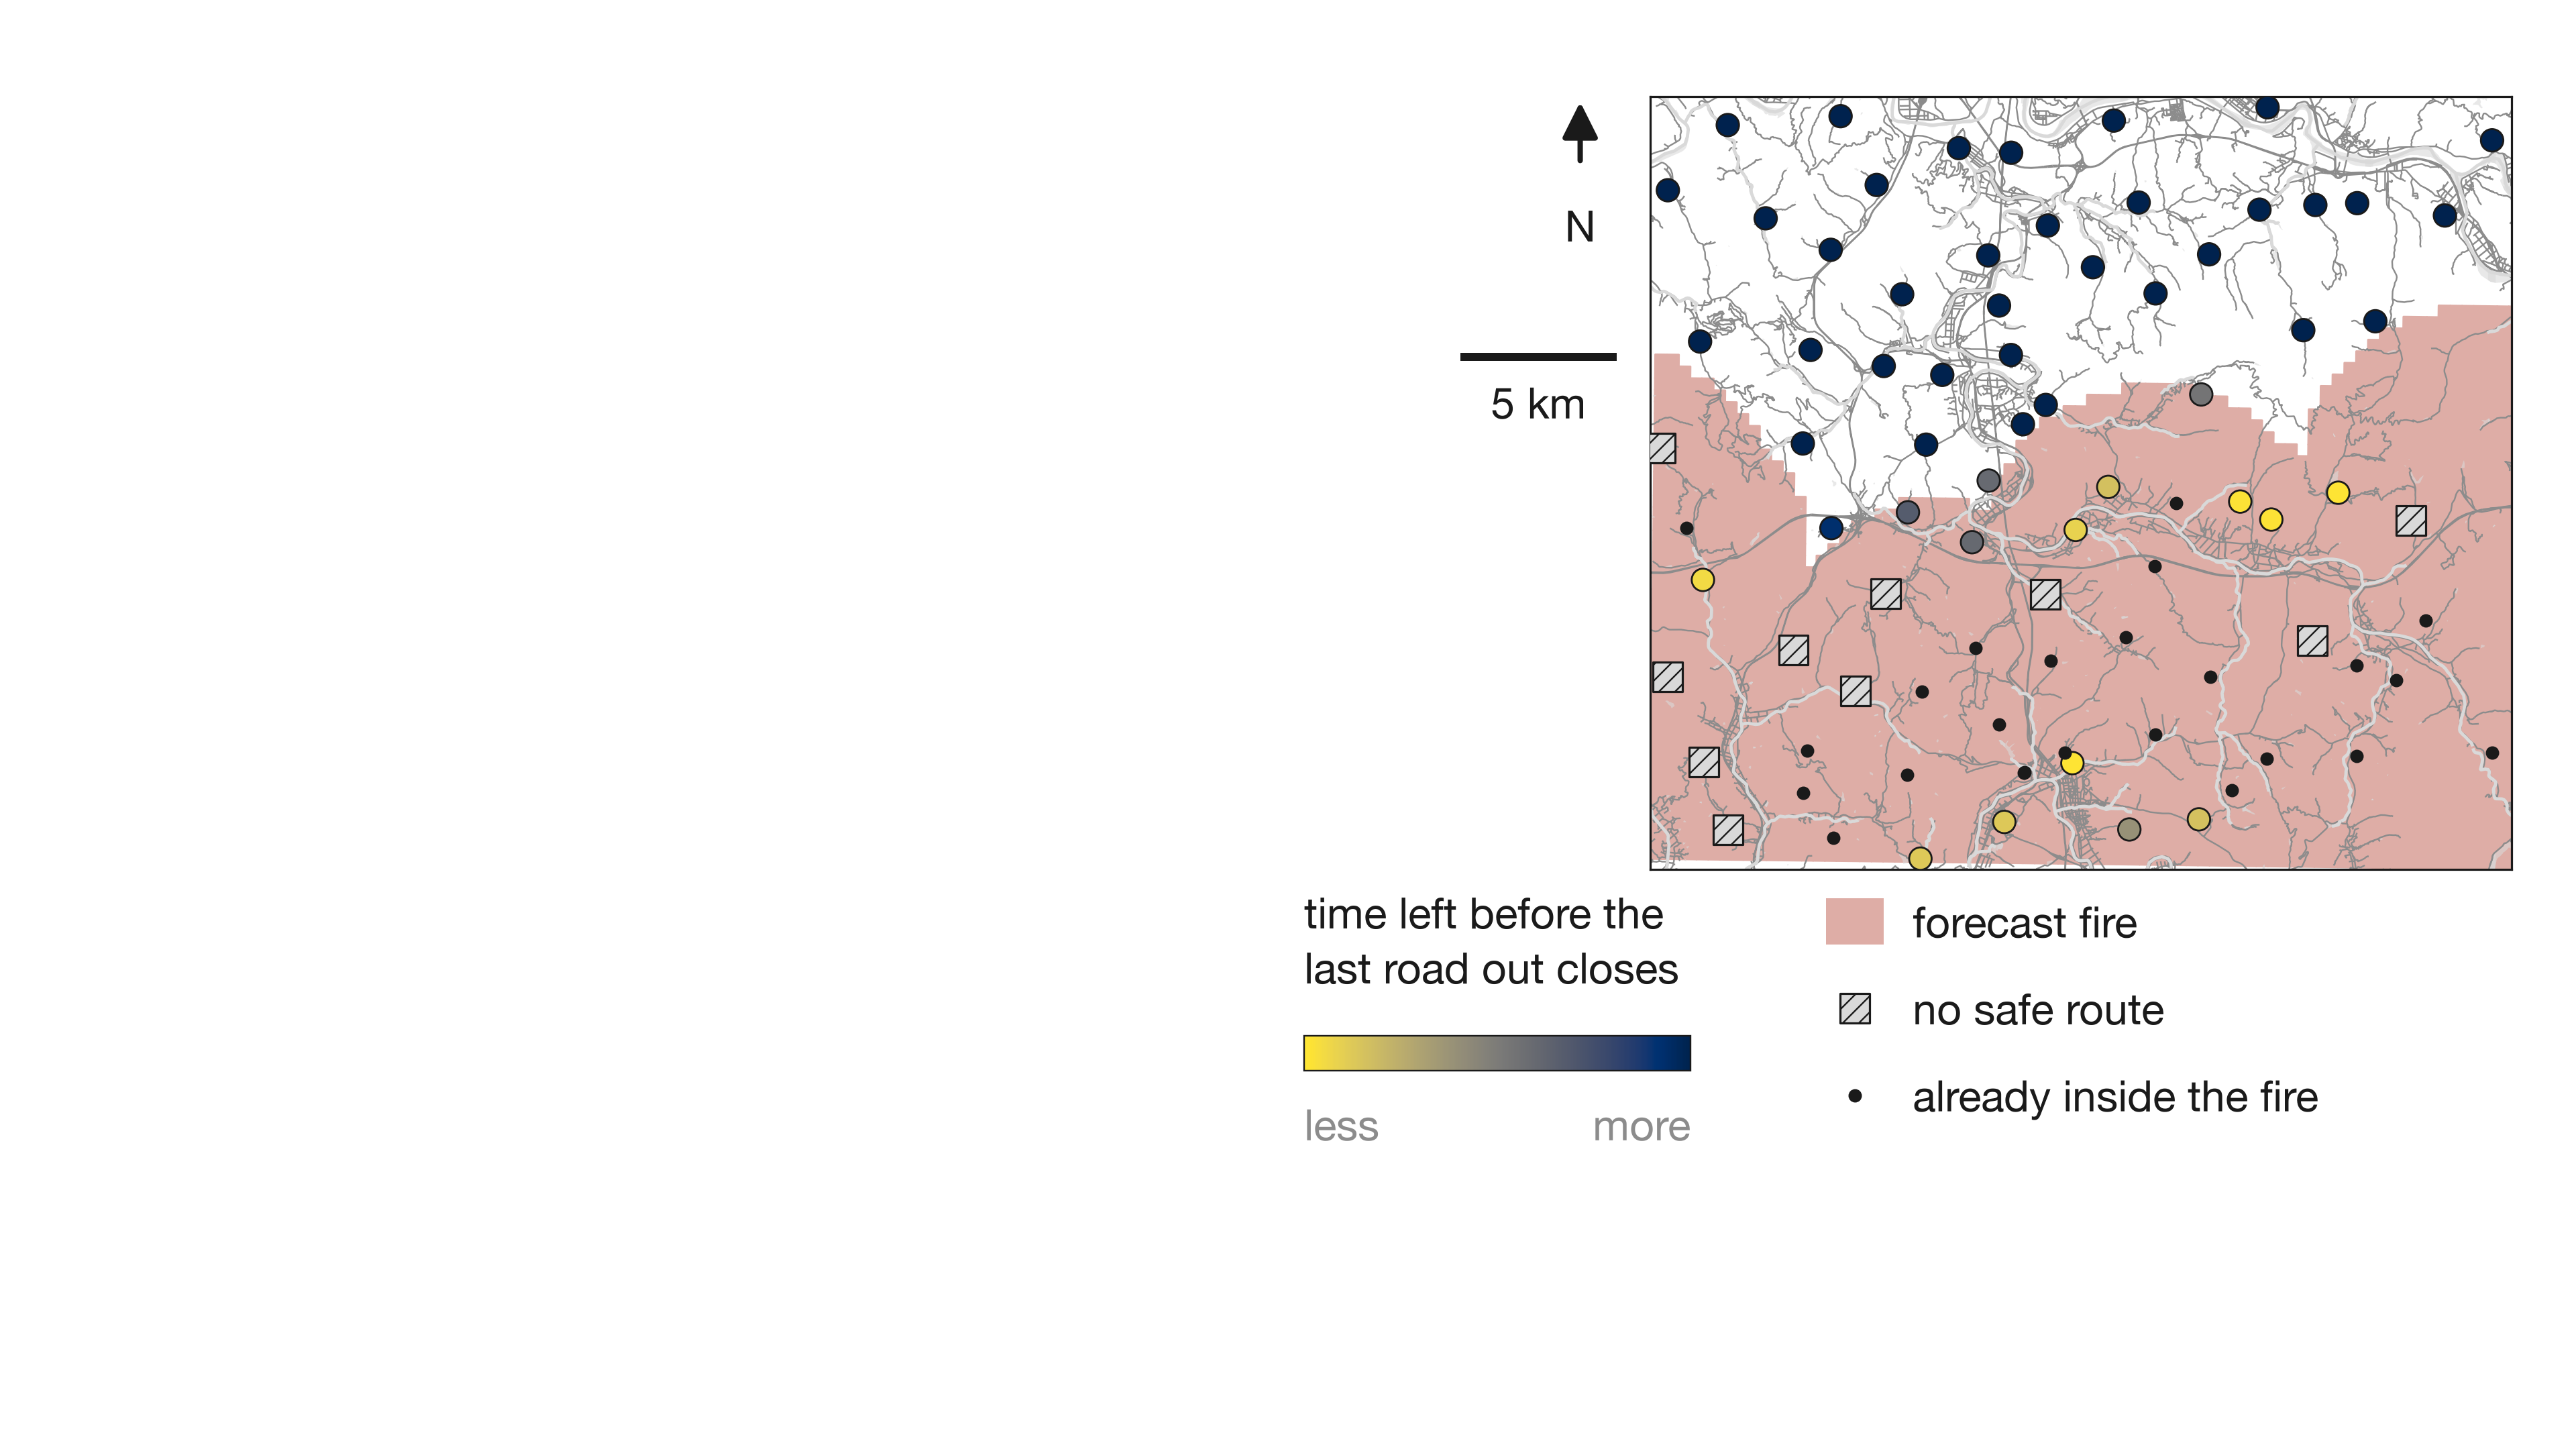 N
5 km
time left before the
last road out closes
less more
forecast fire
no safe route
already inside the fire